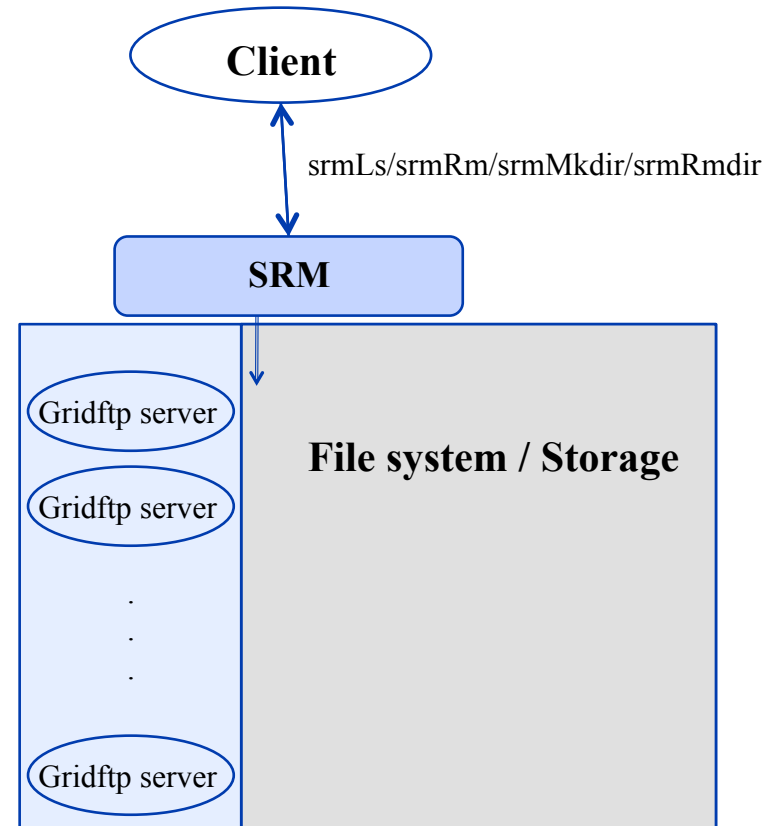 Client
srmLs/srmRm/srmMkdir/srmRmdir
SRM
Gridftp server
File system / Storage
Gridftp server
.
.
.
Gridftp server